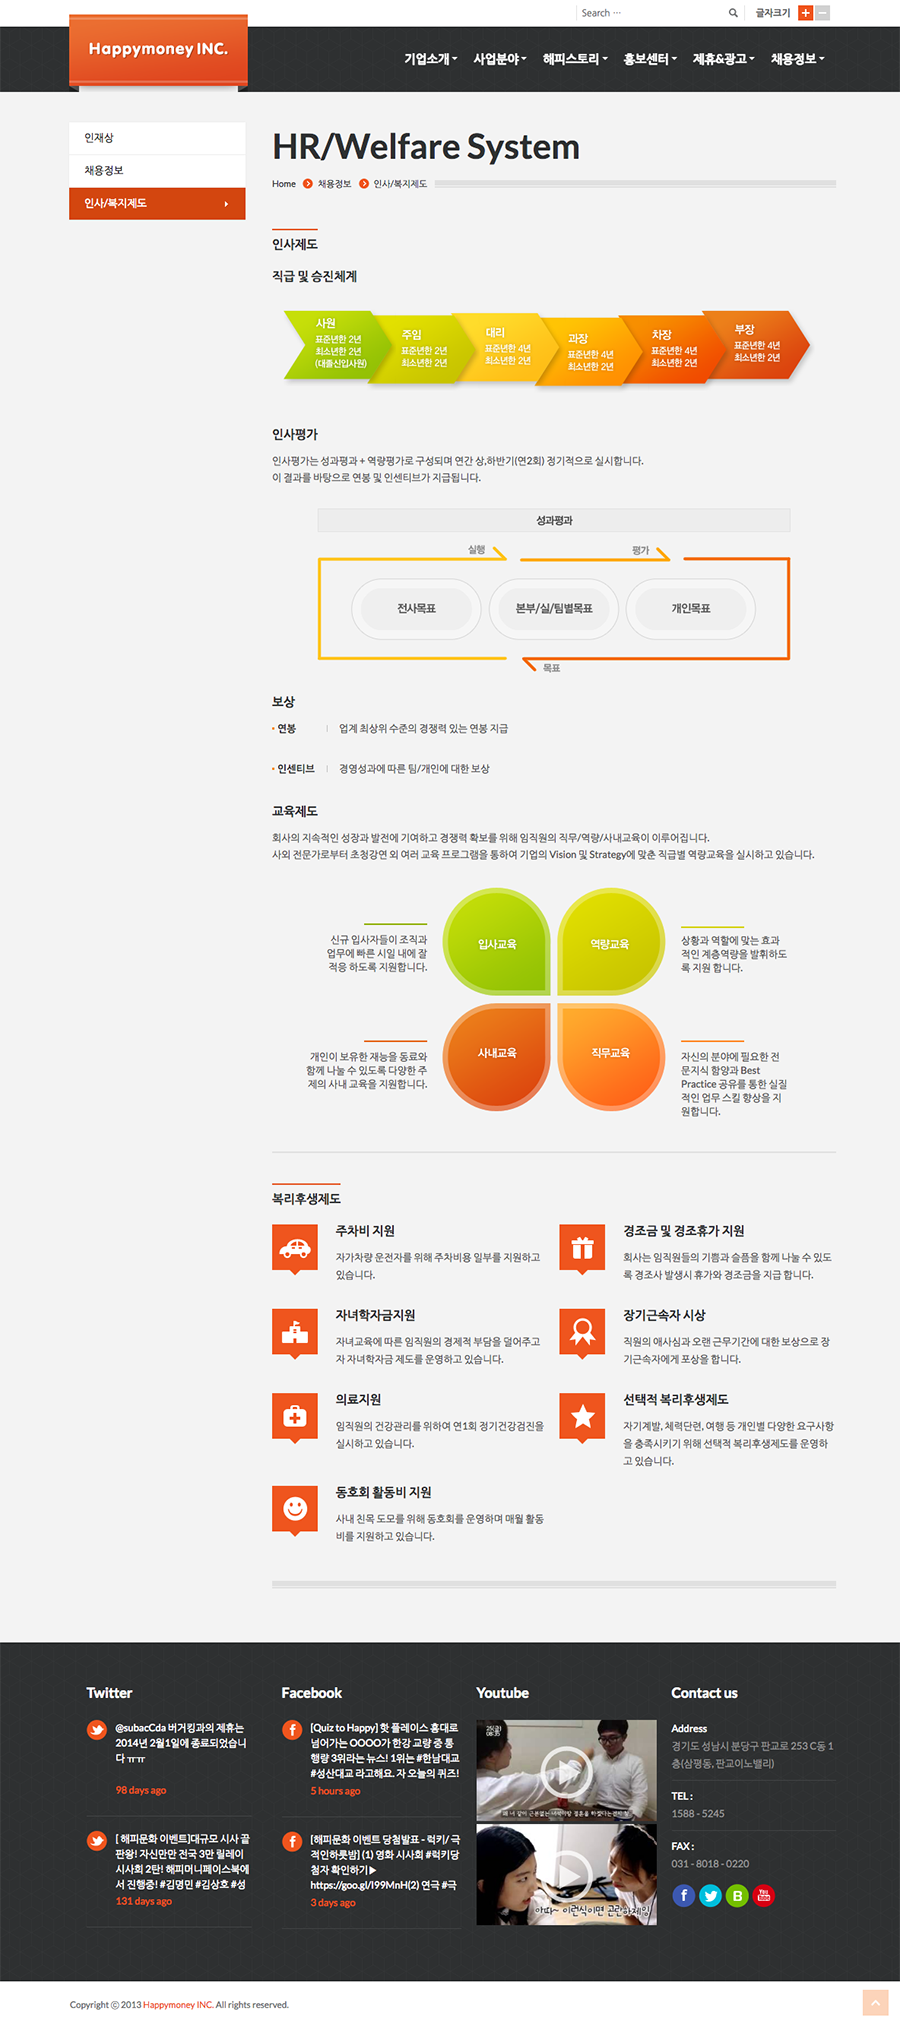 Search ···
글자크기
Happymoney INC.
기업소개
사업분야
해피스토리
홍보센터
제휴&광고
채용정보
인재상
채용정보
인사/복지제도
HR/Welfare System
Home 채용정보 인사/복지제도
인사제도
직급 및 승진체계
사원
표준년한 2년
최소년한 2년
(대졸신입사원)
주임
표준년한 2년
최소년한 2년
대리
표준년한 4년
최소년한 2년
과장
표준년한 4년
최소년한 2년
차장
표준년한 4년
최소년한 2년
부장
표준년한 4년
최소년한 2년
인사평가
인사평가는 성과평과 + 역량평가로 구성되며 연간 상,하반기(연2회) 정기적으로 실시합니다.
이 결과를 바탕으로 연봉 및 인센티브가 지급됩니다.
성과평과
실행
평가
전사목표
본부/실/팀별목표
개인목표
목표
보상
연봉
업계 최상위 수준의 경쟁력 있는 연봉 지급
인센티브
경영성과에 따른 팀/개인에 대한 보상
교육제도
회사의 지속적인 성장과 발전에 기여하고 경쟁력 확보를 위해 임직원의 직무/역량/사내교육이 이루어집니다.
사외 전문가로부터 초청강연 외 여러 교육 프로그램을 통하여 기업의 Vision 및 Strategy에 맞춘 직급별 역량교육을 실시하고 있습니다.
신규 입사자들이 조직과
업무에 빠른 시일 내에 잘
적응 하도록 지원합니다.
입사교육
역량교육
상황과 역할에 맞는 효과
적인 계층역량을 발휘하도
록 지원 합니다.
개인이 보유한 재능을 동료와
함께 나눌 수 있도록 다양한 주
제의 사내 교육을 지원합니다.
사내교육
직무교육
자신의 분야에 필요한 전
문지식 함양과 Best
Practice 공유를 통한 실질
적인 업무 스킬 향상을 지
원합니다.
복리후생제도
주차비 지원
자가차량 운전자를 위해 주차비용 일부를 지원하고
있습니다.
경조금 및 경조휴가 지원
회사는 임직원들의 기쁨과 슬픔을 함께 나눌 수 있도
록 경조사 발생시 휴가와 경조금을 지급 합니다.
자녀학자금지원
자녀교육에 따른 임직원의 경제적 부담을 덜어주고
자 자녀학자금 제도를 운영하고 있습니다.
장기근속자 시상
직원의 애사심과 오랜 근무기간에 대한 보상으로 장
기근속자에게 포상을 합니다.
의료지원
임직원의 건강관리를 위하여 연1회 정기건강검진을
실시하고 있습니다.
선택적 복리후생제도
자기계발, 체력단련, 여행 등 개인별 다양한 요구사항
을 충족시키기 위해 선택적 복리후생제도를 운영하
고 있습니다.
동호회 활동비 지원
사내 친목 도모를 위해 동호회를 운영하며 매월 활동
비를 지원하고 있습니다.
Twitter
@subacCda 버거킹과의 제휴는
2014년 2월1일에 종료되었습니
다 ㅠㅠ
98 days ago
[ 해피문화 이벤트]대규모 시사 끝
판왕! 자신만만 전국 3만 릴레이
시사회 2탄! 해피머니페이스북에
서 진행중! #김명민 #김상호 #성
131 days ago
Facebook
[Quiz to Happy] 핫 플레이스 홍대로
넘어가는 OOOO가 한강 교량 중 통
행량 3위라는 뉴스! 1위는 #한남대교
#성산대교 라고해요. 자 오늘의 퀴즈!
5 hours ago
[해피문화 이벤트 당첨발표 - 럭키/ 극
적인하룻밤] (1) 영화 시사회 #럭키당
첨자 확인하기▶
https://goo.gl/I99MnH(2) 연극 #극
3 days ago
Youtube
아따~ 이런식이면 곤란하제잉
Contact us
Address
경기도 성남시 분당구 판교로 253 C동 1
층(삼평동, 판교이노밸리)
TEL :
1588 - 5245
FAX :
031 - 8018 - 0220
You Tube
Copyright ⓒ 2013 Happymoney INC. All rights reserved.